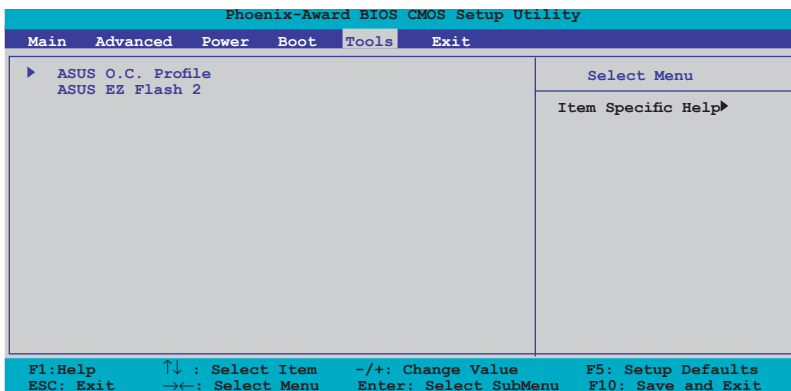 Phoenix-Award BIOS CMOS Setup Utility
Main Advanced Power Boot Tools Exit
ASUS O.C. Profile
ASUS EZ Flash 2
Select Menu
Item Specific Help
F1:Help ↑↓ : Select Item -/+: Change Value F5: Setup Defaults
ESC: Exit →←: Select Menu Enter: Select SubMenu F10: Save and Exit